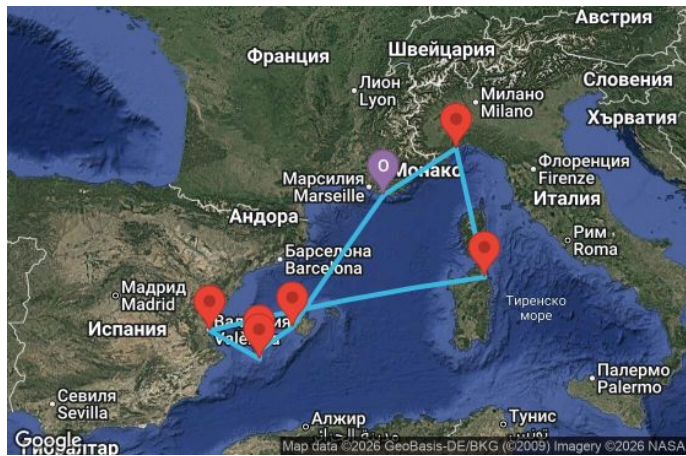 Австрия
Франция
Швейцария
Лион
Lyon
Милано
Milano
Словения
Хърватия
O
Монако
Марсилия
Marseille
Флоренция
Firenze
Италия
Андора
Барселона
Barcelona
Рим
Roma
Мадрид
Madrid
Тиренско
море
Испания
Палермо
Palermo
Севиля
Sevilla
Алжир
Тунис
Google
Map data ©2026 GeoBasis-DE/BKG (©2009) Imagery ©2026 NASA